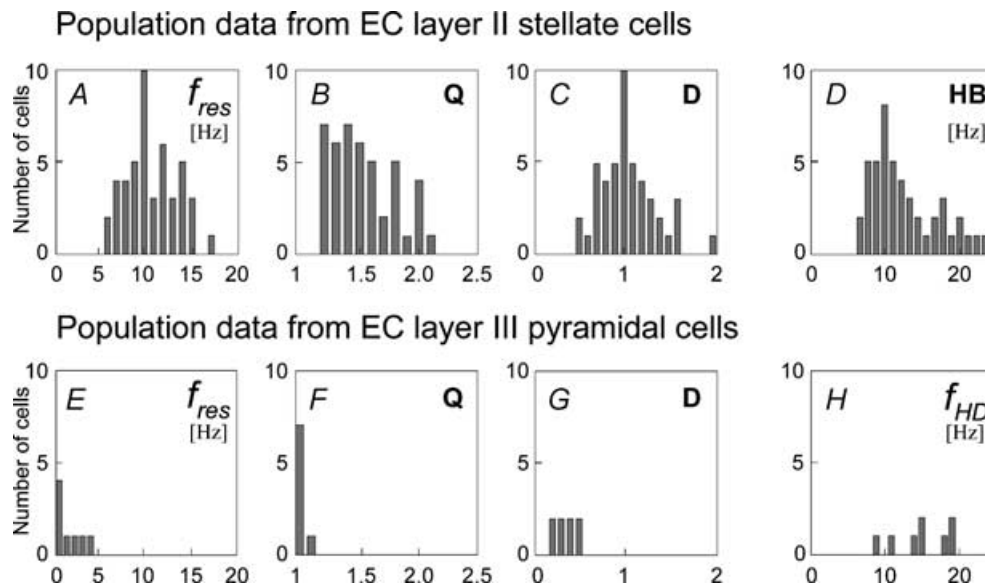 Population data from EC layer II stellate cells
Number of cells
10
5
0
A
fres
[Hz]
0 5 10 15 20
10
5
0
B
Q
1 1.5 2 2.5
10
5
0
C
D
0 1 2
10
5
0
D
HB
[Hz]
0 10 20
Population data from EC layer III pyramidal cells
Number of cells
10
5
0
E
fres
[Hz]
0 5 10 15 20
10
5
0
F
Q
1 1.5 2.0 2.5
10
5
0
G
D
0 1 2
10
5
0
H
fHD
[Hz]
0 10 20